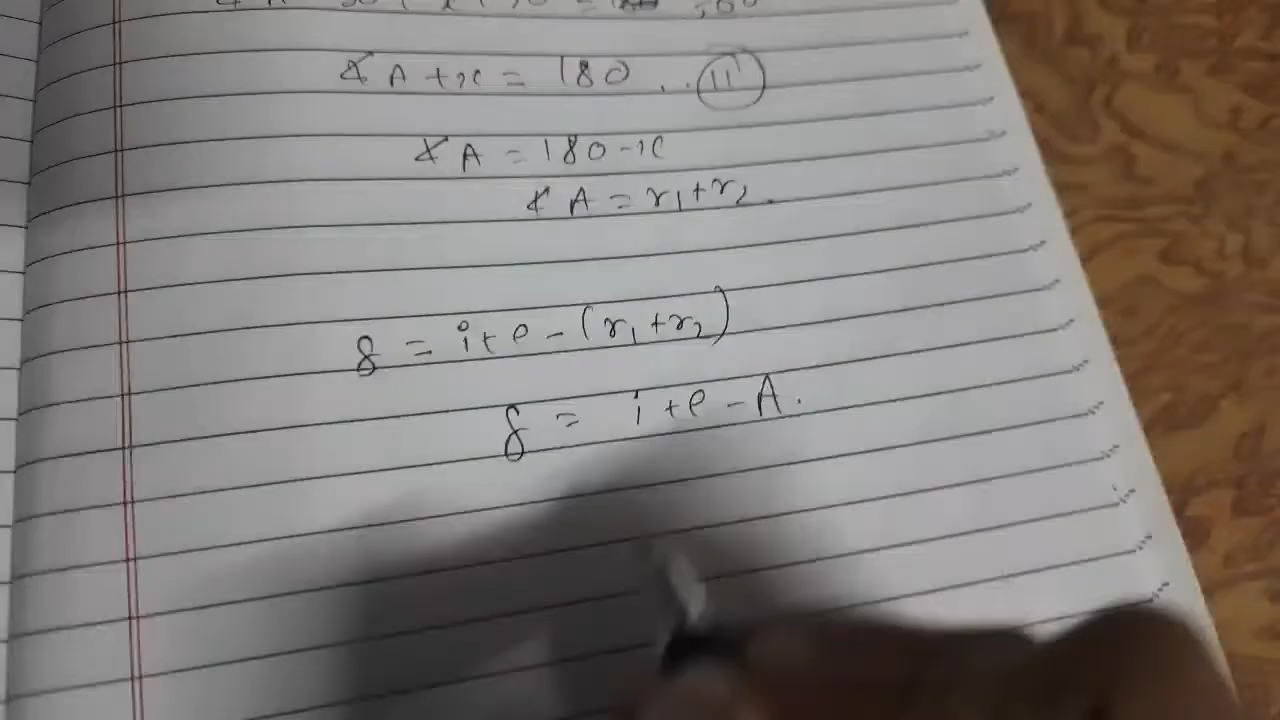 ∡A + x = 180 .. (11)
∡A = 180 - x
∡A = r₁ + r₂.
δ = i + e - (r₁ + r₂)
δ = i + e - A.